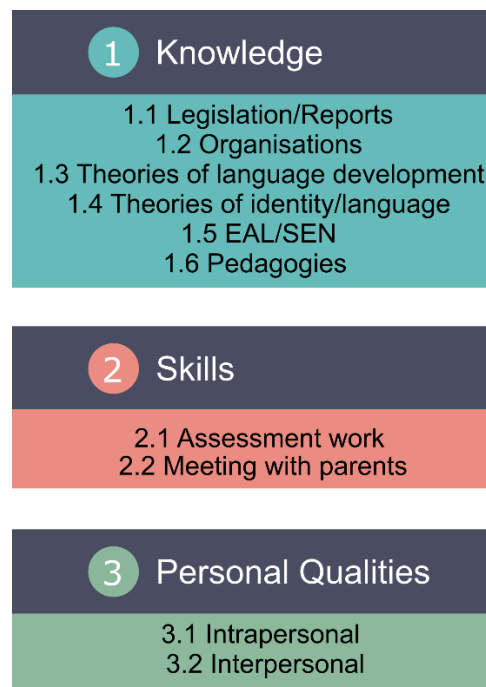 1 Knowledge
1.1 Legislation/Reports
1.2 Organisations
1.3 Theories of language development
1.4 Theories of identity/language
1.5 EAL/SEN
1.6 Pedagogies
2 Skills
2.1 Assessment work
2.2 Meeting with parents
3 Personal Qualities
3.1 Intrapersonal
3.2 Interpersonal